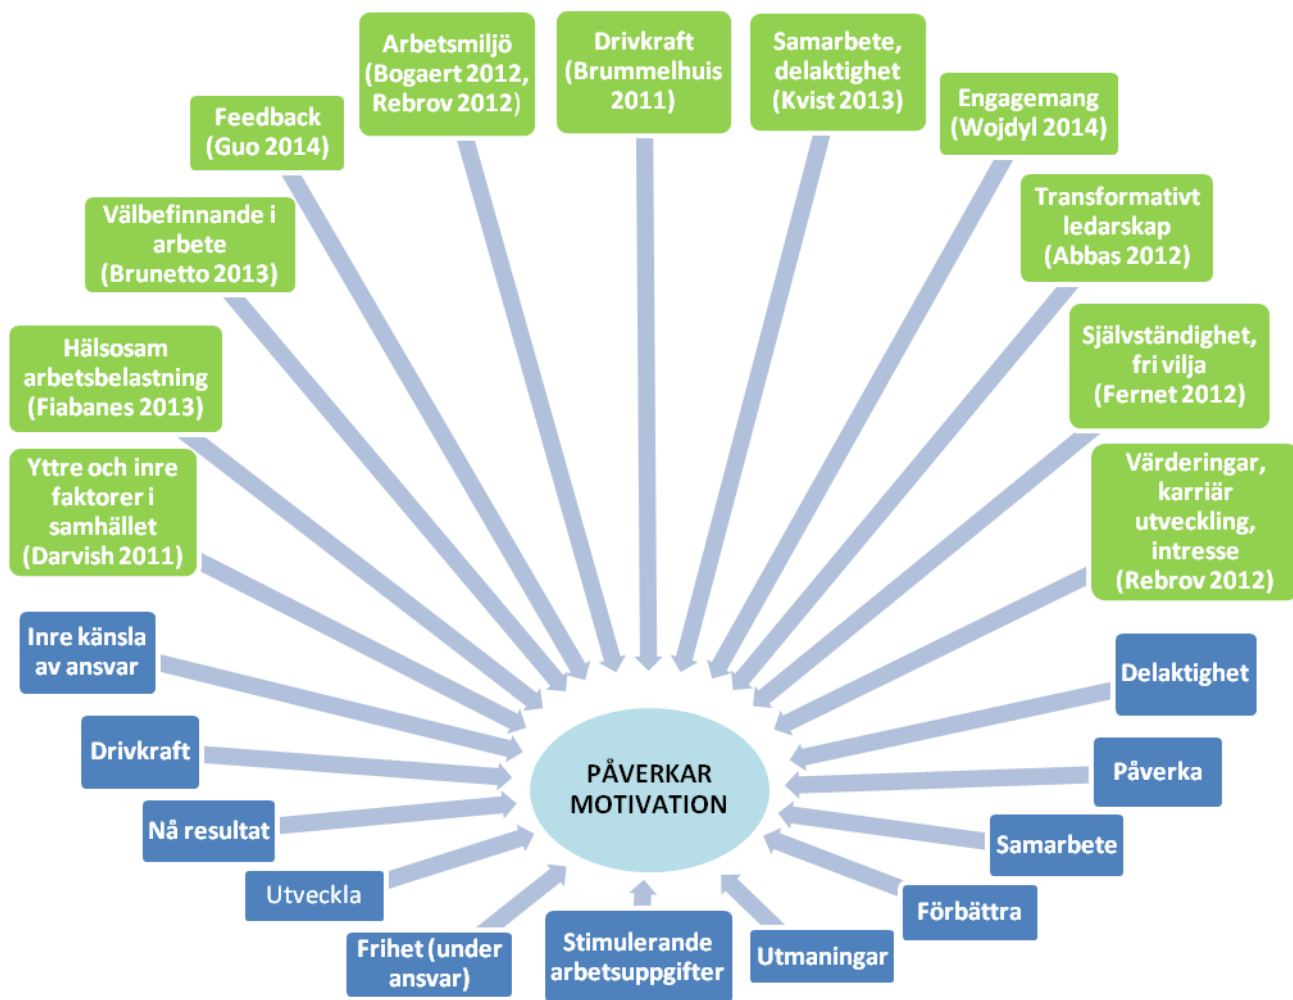 Arbetsmiljö
(Bogaert 2012,
Rebrov 2012)
Drivkraft
(Brummelhuis
2011)
Samarbete,
delaktighet
(Kvist 2013)
Feedback
(Guo 2014)
Engagemang
(Wojdyl 2014)
Välbefinnande i
arbete
(Brunetto 2013)
Transformativt
ledarskap
(Abbas 2012)
Hälsosam
arbetsbelastning
(Fiabanes 2013)
Självständighet,
fri vilja
(Fernet 2012)
Yttre och inre
faktorer i
samhället
(Darvish 2011)
Värderingar,
karriär
utveckling,
intresse
(Rebrov 2012)
Inre känsla
av ansvar
Delaktighet
Drivkraft
PÅVERKAR
MOTIVATION
Påverka
Nå resultat
Samarbete
Utveckla
Förbättra
Frihet (under
ansvar)
Stimulerande
arbetsuppgifter
Utmaningar